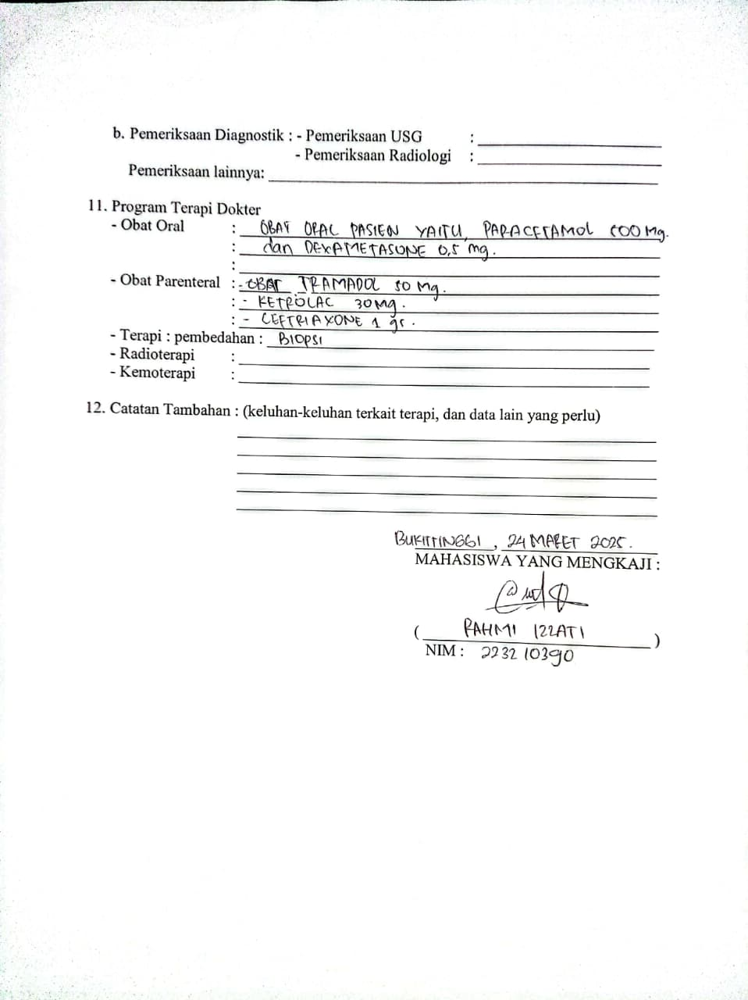 b. Pemeriksaan Diagnostik : - Pemeriksaan USG :
- Pemeriksaan Radiologi :
Pemeriksaan lainnya:
11. Program Terapi Dokter
- Obat Oral : OBAT ORAL PASIEN YAITU, PARACETAMOL 500 Mg.
: dan DEXAMETASONE 0,5 mg.
:
- Obat Parenteral : - OBAT TRAMADOL 50 Mg.
: - KETROLAC 30 Mg.
: - CEFTRIAXONE 1 gr.
- Terapi : pembedahan : BIOPSI
- Radioterapi :
- Kemoterapi :
12. Catatan Tambahan : (keluhan-keluhan terkait terapi, dan data lain yang perlu)
BUKITTINGGI, 24 MARET 2025.
MAHASISWA YANG MENGKAJI :
( RAHMI IZZATI )
NIM : 223210390